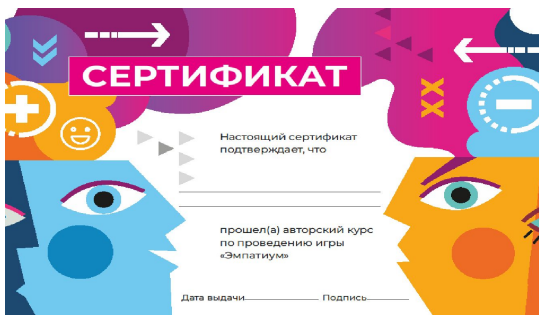 СЕРТИФИКАТ
Настоящий сертификат
подтверждает, что
прошел(а) авторский курс
по проведению игры
«Эмпатиум»
Дата выдачи Подпись